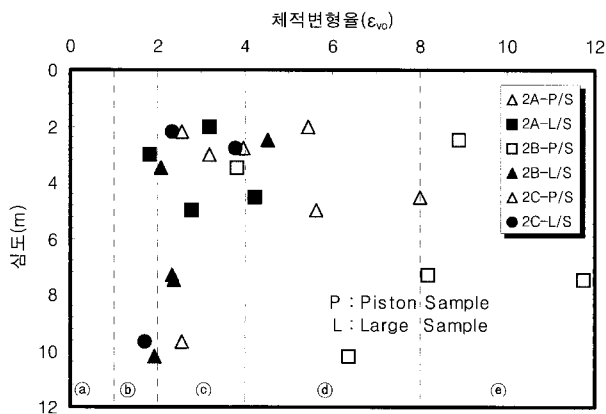 체적변형율(εvo)
0 2 4 6 8 10 12
심도(m)
0
2
4
6
8
10
12
2A-P/S
2A-L/S
2B-P/S
2B-L/S
2C-P/S
2C-L/S
P : Piston Sample
L : Large Sample
ⓐ ⓑ ⓒ ⓓ ⓔ